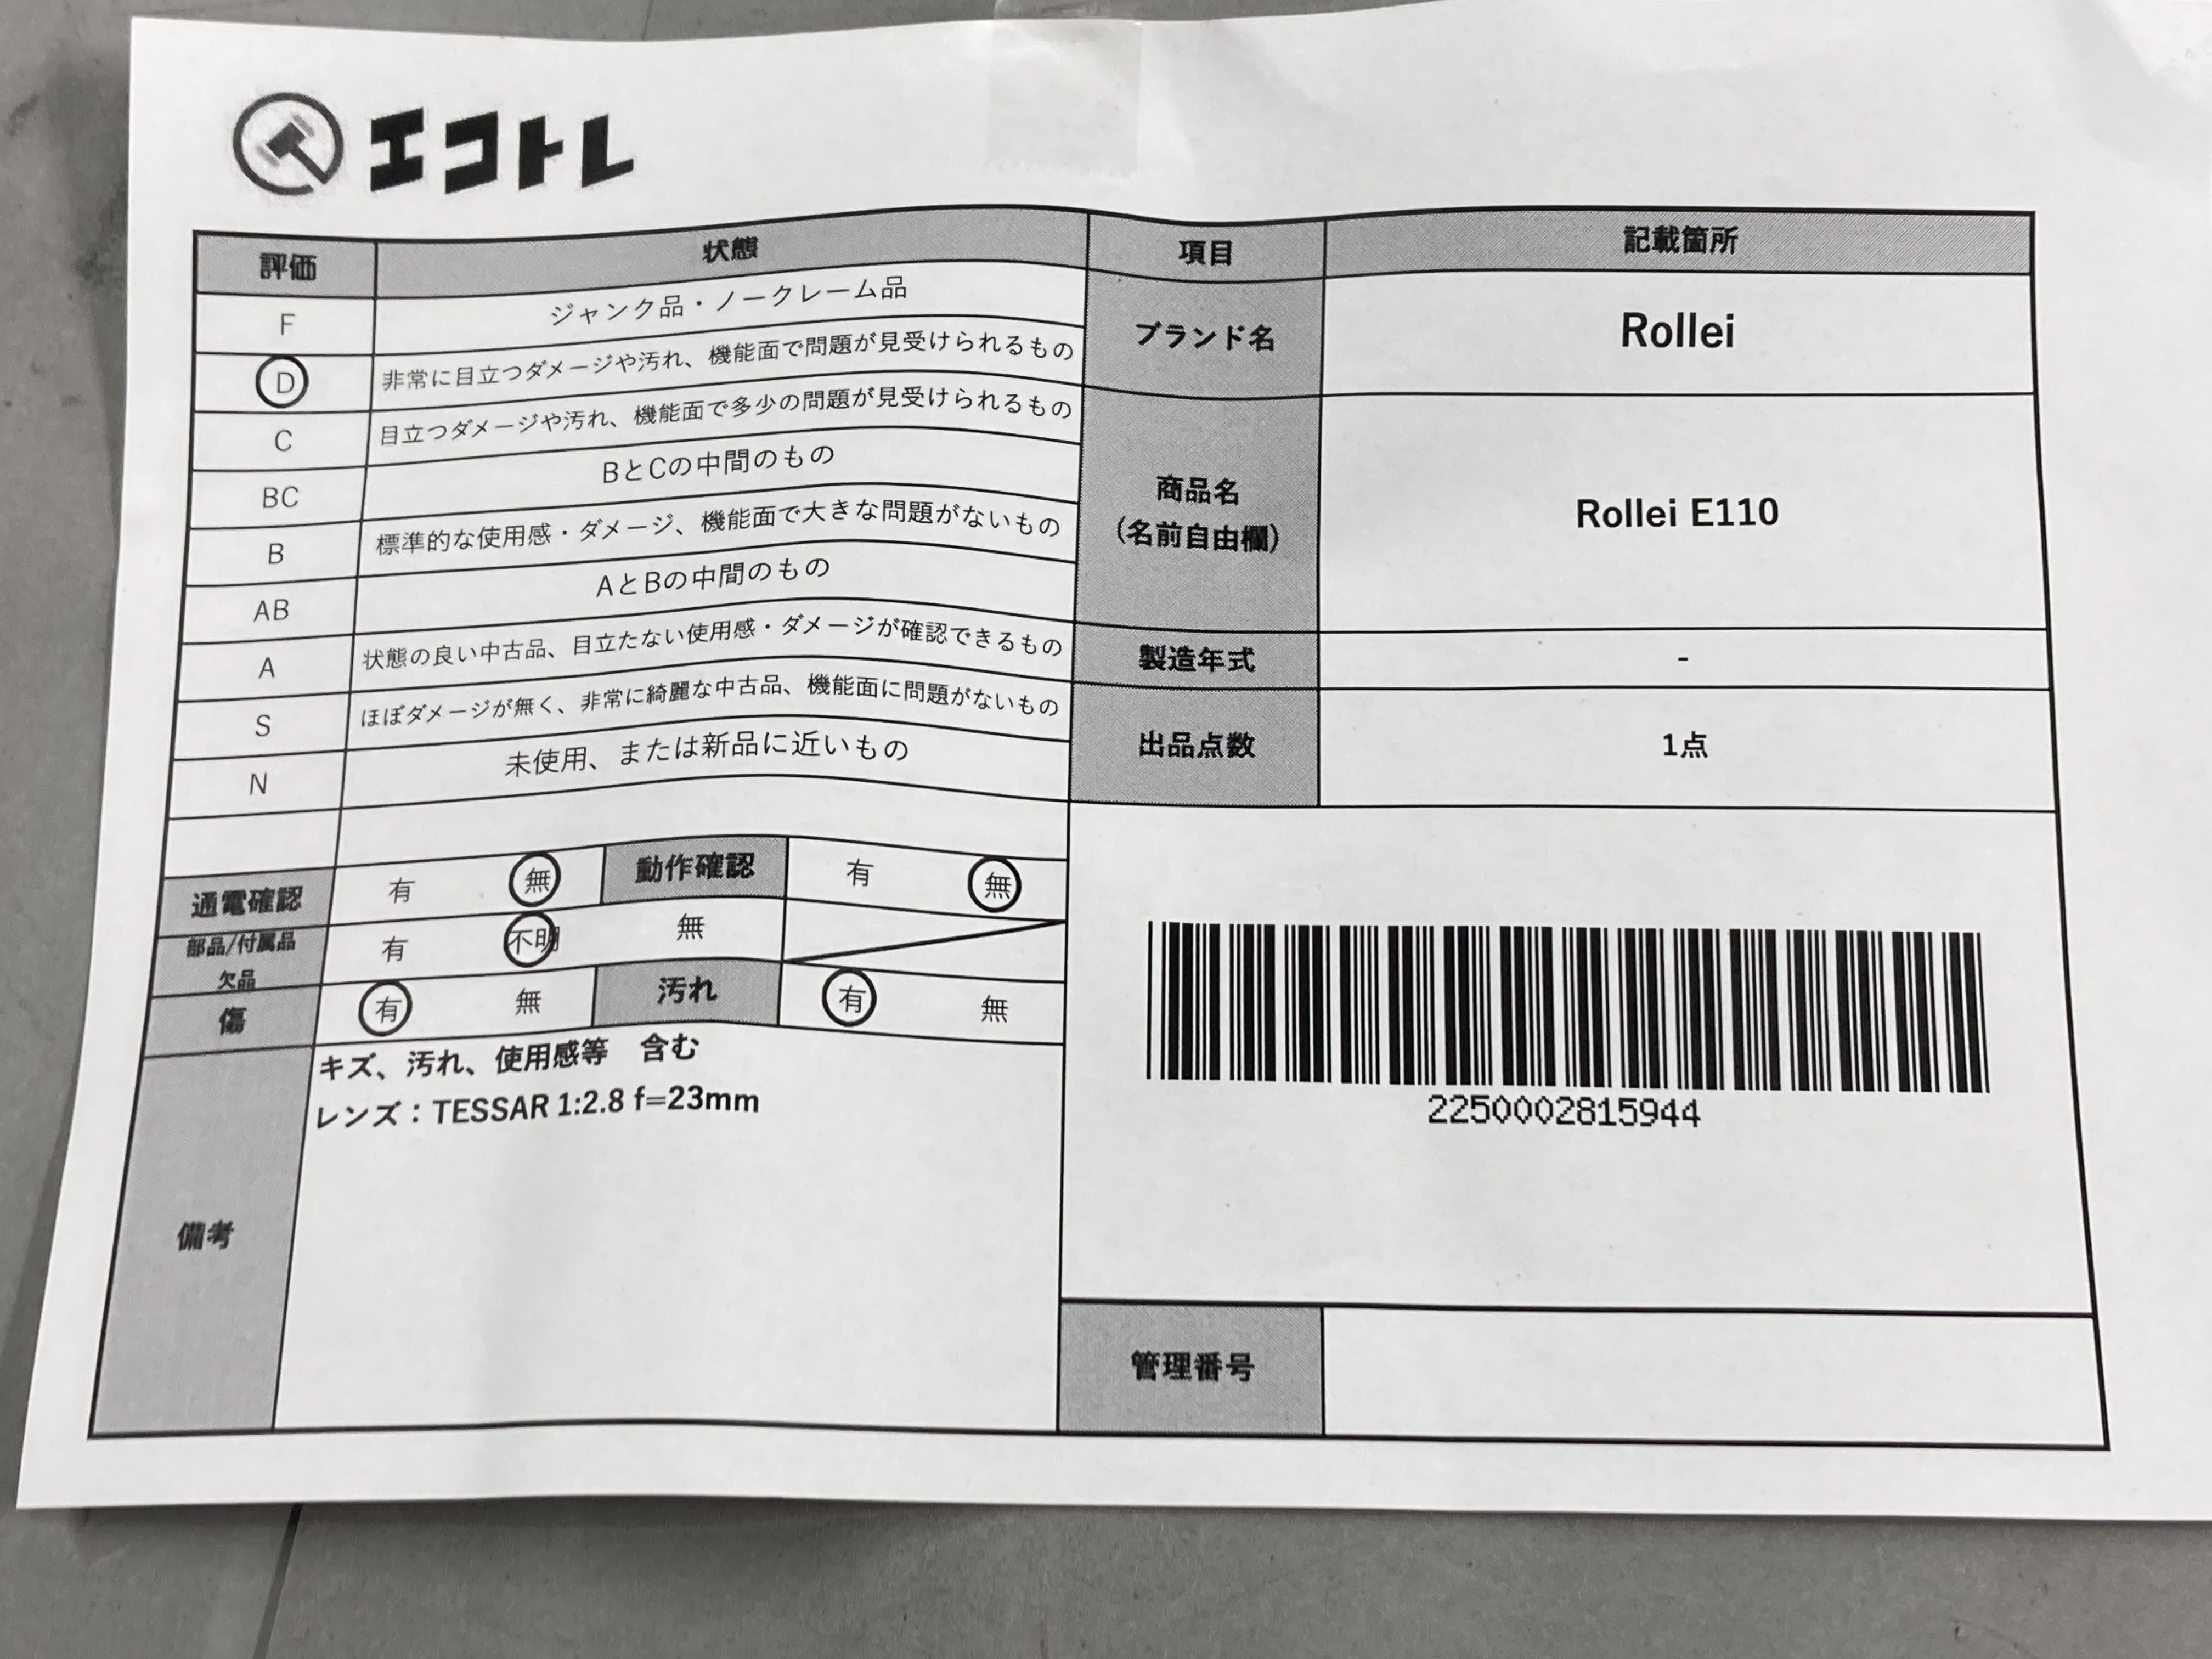 エコトレ
評価 状態 項目 記載箇所
F ジャンク品・ノークレーム品
D 非常に目立つダメージや汚れ、機能面で問題が見受けられるもの
C 目立つダメージや汚れ、機能面で多少の問題が見受けられるもの
BC BとCの中間のもの
B 標準的な使用感・ダメージ、機能面で大きな問題がないもの
AB AとBの中間のもの
A 状態の良い中古品、目立たない使用感・ダメージが確認できるもの
S ほぼダメージが無く、非常に綺麗な中古品、機能面に問題がないもの
N 未使用、または新品に近いもの
通電確認 有 無 動作確認 有 無
部品/付属品
欠品
有 不明 無
傷 有 無 汚れ 有 無
備考
キズ、汚れ、使用感等 含む
レンズ：TESSAR 1:2.8 f=23mm
ブランド名 Rollei
商品名
（名前自由欄）
Rollei E110
製造年式 -
出品点数 1点
2250002815944
管理番号